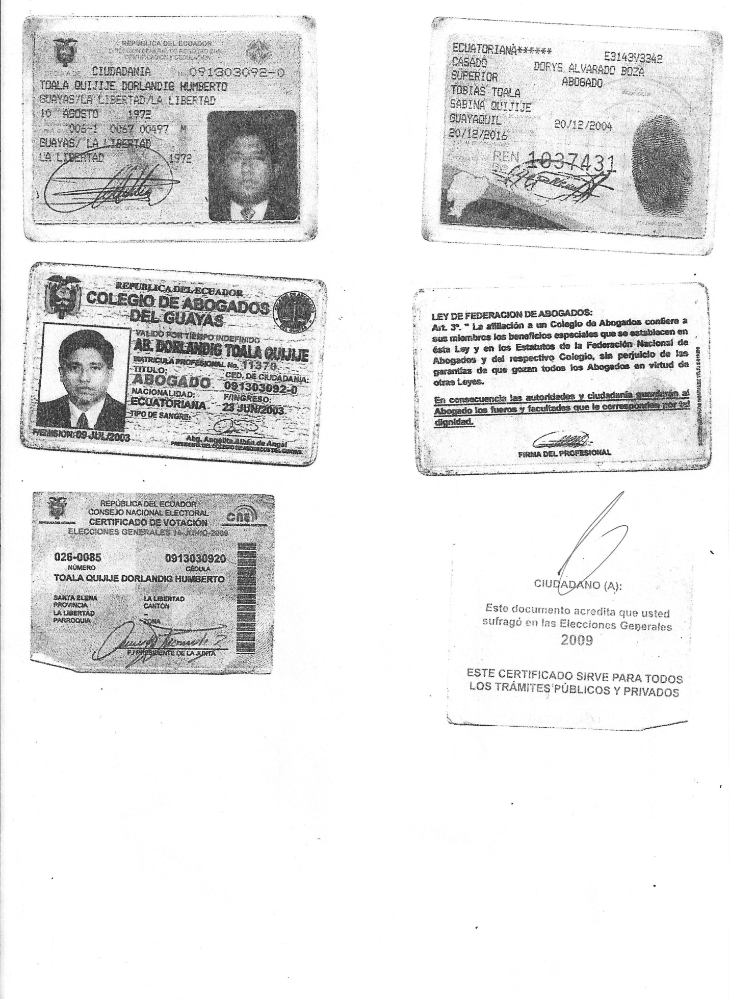 REPUBLICA DEL ECUADOR
DIRECCION GENERAL DE REGISTRO CIVIL
IDENTIFICACION Y CEDULACION
CEDULA DE CIUDADANIA No. 091303092-0
TOALA QUIJIJE DORLANDIG HUMBERTO
GUAYAS/LA LIBERTAD/LA LIBERTAD
10 AGOSTO 1972
006-1 0067 00497 M
GUAYAS/ LA LIBERTAD
LA LIBERTAD 1972
ECUATORIANA****** E3143V3342
CASADO DORYS ALVARADO BOZA
SUPERIOR ABOGADO
TOBIAS TOALA
SABINA QUIJIJE
GUAYAQUIL 20/12/2004
20/12/2016
REN 1037431
REPUBLICA DEL ECUADOR
COLEGIO DE ABOGADOS
DEL GUAYAS
VALIDO POR TIEMPO INDEFINIDO
AB. DORLANDIG TOALA QUIJIJE
MATRICULA PROFESIONAL No. 11370
TITULO: CED. DE CIUDADANIA:
ABOGADO 091303092-0
NACIONALIDAD: F/INGRESO:
ECUATORIANA 23 JUN/2003
TIPO DE SANGRE:
F/EMISION: 09 JUL/2003
Abg. Angelita Albán de Angel
PRESIDENTA DEL COLEGIO DE ABOGADOS DEL GUAYAS
LEY DE FEDERACION DE ABOGADOS:
Art. 3º. " La afiliación a un Colegio de Abogados confiere a
sus miembros los beneficios especiales que se establecen en
ésta Ley y en los Estatutos de la Federación Nacional de
Abogados y del respectivo Colegio, sin perjuicio de las
garantías de que gozan todos los Abogados en virtud de
otras Leyes.
En consecuencia las autoridades y ciudadanía guardarán al
Abogado los fueros y facultades que le corresponden por tal
dignidad.
FIRMA DEL PROFESIONAL
REPÚBLICA DEL ECUADOR
CONSEJO NACIONAL ELECTORAL
CERTIFICADO DE VOTACIÓN
ELECCIONES GENERALES 14-JUNIO-2009
cne
026-0085 0913030920
NÚMERO CÉDULA
TOALA QUIJIJE DORLANDIG HUMBERTO
SANTA ELENA LA LIBERTAD
PROVINCIA CANTÓN
LA LIBERTAD –
PARROQUIA ZONA
F.) PRESIDENTE DE LA JUNTA
CIUDADANO (A):
Este documento acredita que usted
sufragó en las Elecciones Generales
2009
ESTE CERTIFICADO SIRVE PARA TODOS
LOS TRÁMITES PÚBLICOS Y PRIVADOS